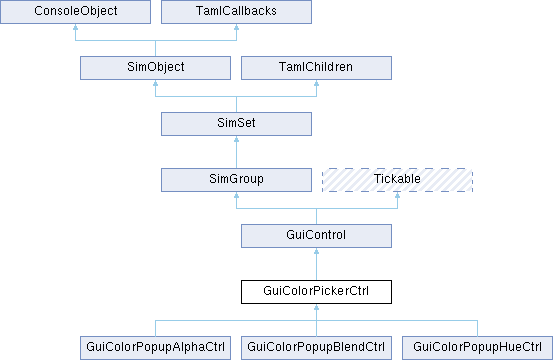 ConsoleObject TamlCallbacks
SimObject TamlChildren
SimSet
SimGroup Tickable
GuiControl
GuiColorPickerCtrl
GuiColorPopupAlphaCtrl GuiColorPopupBlendCtrl GuiColorPopupHueCtrl